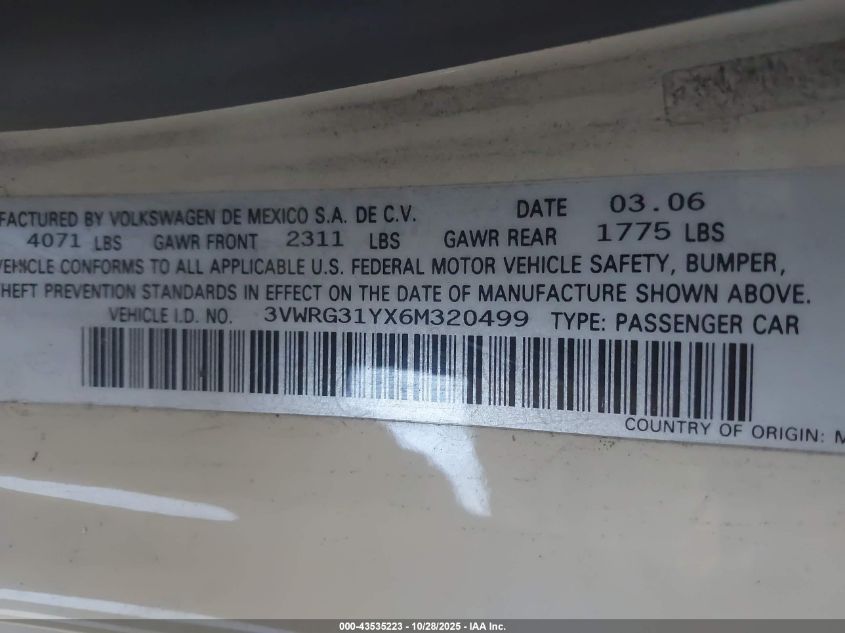 FACTURED BY VOLKSWAGEN DE MEXICO S.A. DE C.V. DATE 03.06
4071 LBS GAWR FRONT 2311 LBS GAWR REAR 1775 LBS
VEHICLE CONFORMS TO ALL APPLICABLE U.S. FEDERAL MOTOR VEHICLE SAFETY, BUMPER,
HEFT PREVENTION STANDARDS IN EFFECT ON THE DATE OF MANUFACTURE SHOWN ABOVE.
VEHICLE I.D. NO. 3VWRG31YX6M320499 TYPE: PASSENGER CAR
COUNTRY OF ORIGIN: M
000-43535223 - 10/28/2025 - IAA Inc.